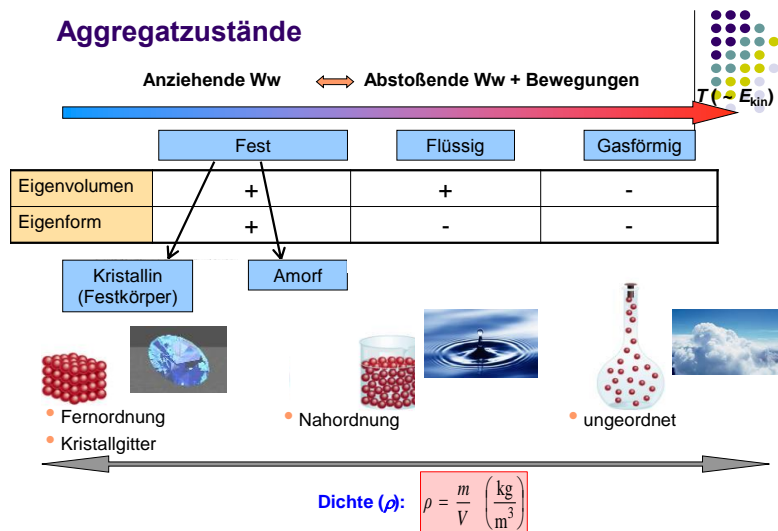 Aggregatzustände
Anziehende Ww
Abstoßende Ww + Bewegungen
T ( ~ E_kin)
Fest
Flüssig
Gasförmig
Eigenvolumen + + -
Eigenform + - -
Kristallin
(Festkörper)
Amorf
• Fernordnung
• Kristallgitter
• Nahordnung
• ungeordnet
Dichte (ρ): ρ = m/V (kg/m³)